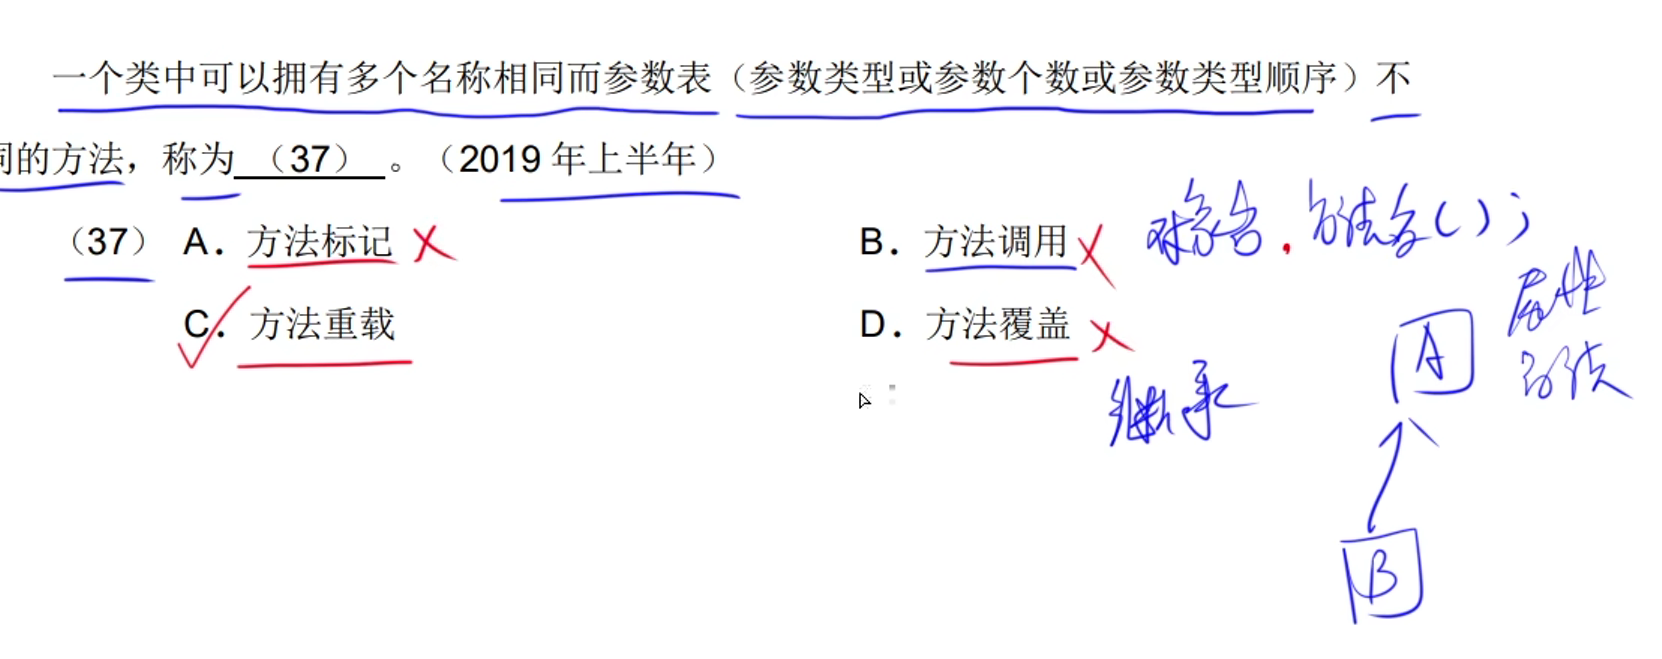 一个类中可以拥有多个名称相同而参数表（参数类型或参数个数或参数类型顺序）不
同的方法，称为 （37） 。（2019 年上半年）
（37） A．方法标记 B．方法调用
对象名．方法名()；
C．方法重载 D．方法覆盖
继承
属性
方法
A
B